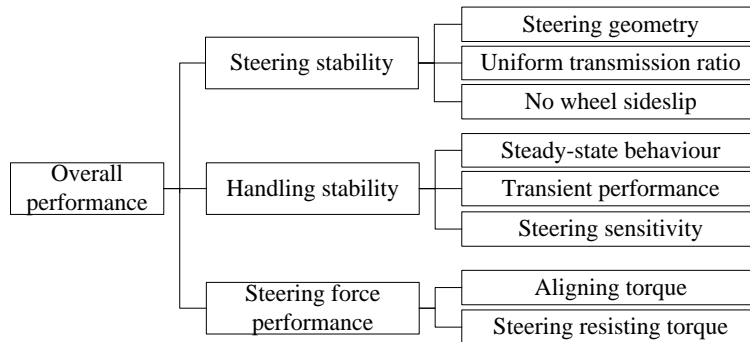 Overall
performance
Steering stability
Steering geometry
Uniform transmission ratio
No wheel sideslip
Handling stability
Steady-state behaviour
Transient performance
Steering sensitivity
Steering force
performance
Aligning torque
Steering resisting torque